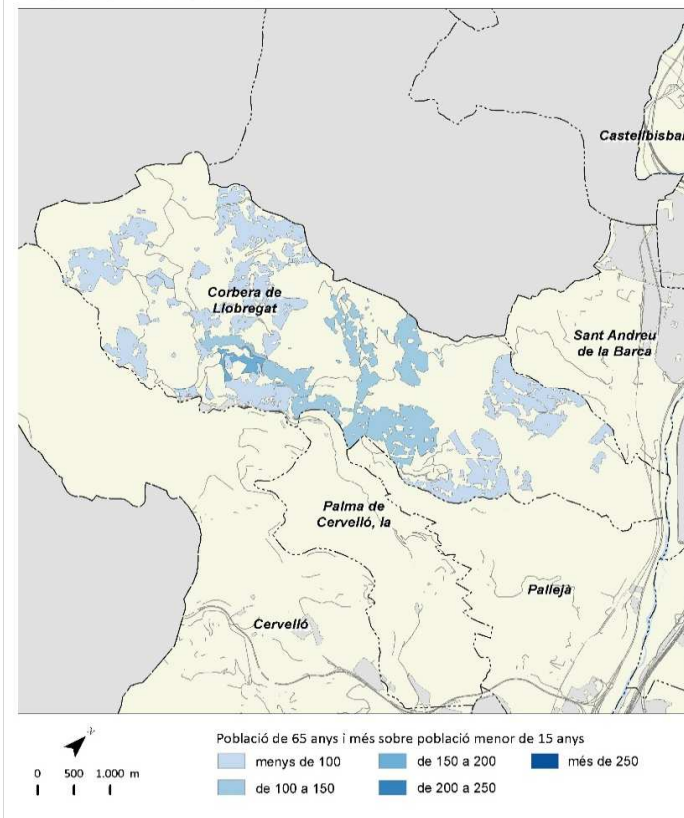 Castellbisbal
Corbera de
Llobregat
Sant Andreu
de la Barca
Palma de
Cervelló, la
Pallejà
Cervelló
N
0 500 1.000 m
Població de 65 anys i més sobre població menor de 15 anys
menys de 100
de 150 a 200
més de 250
de 100 a 150
de 200 a 250